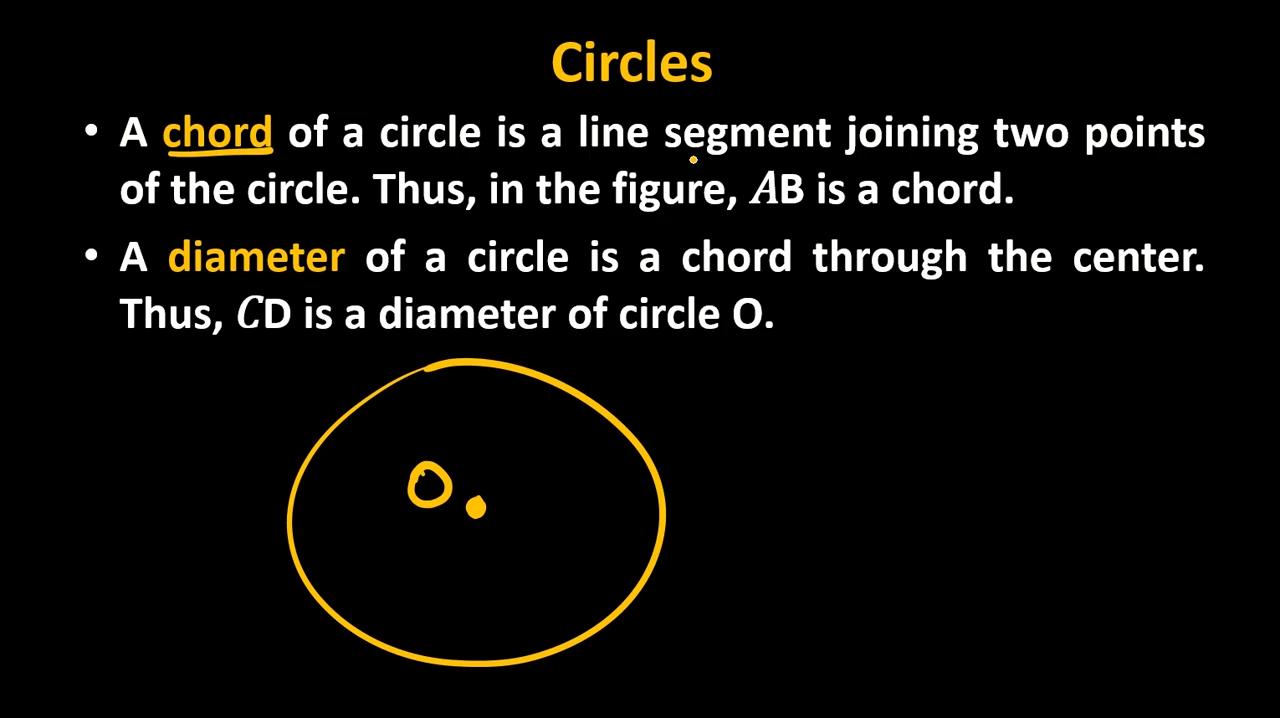 Circles
• A chord of a circle is a line segment joining two points
of the circle. Thus, in the figure, AB is a chord.
• A diameter of a circle is a chord through the center.
Thus, CD is a diameter of circle O.
O